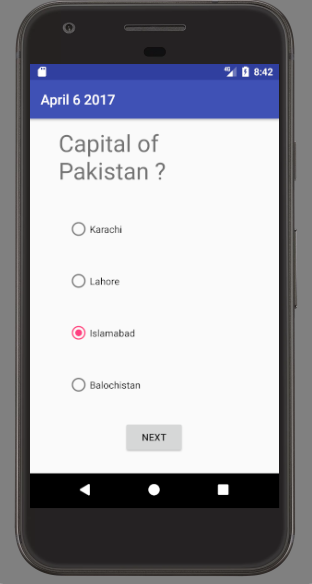 8:42
April 6 2017
Capital of
Pakistan ?
Karachi
Lahore
Islamabad
Balochistan
NEXT